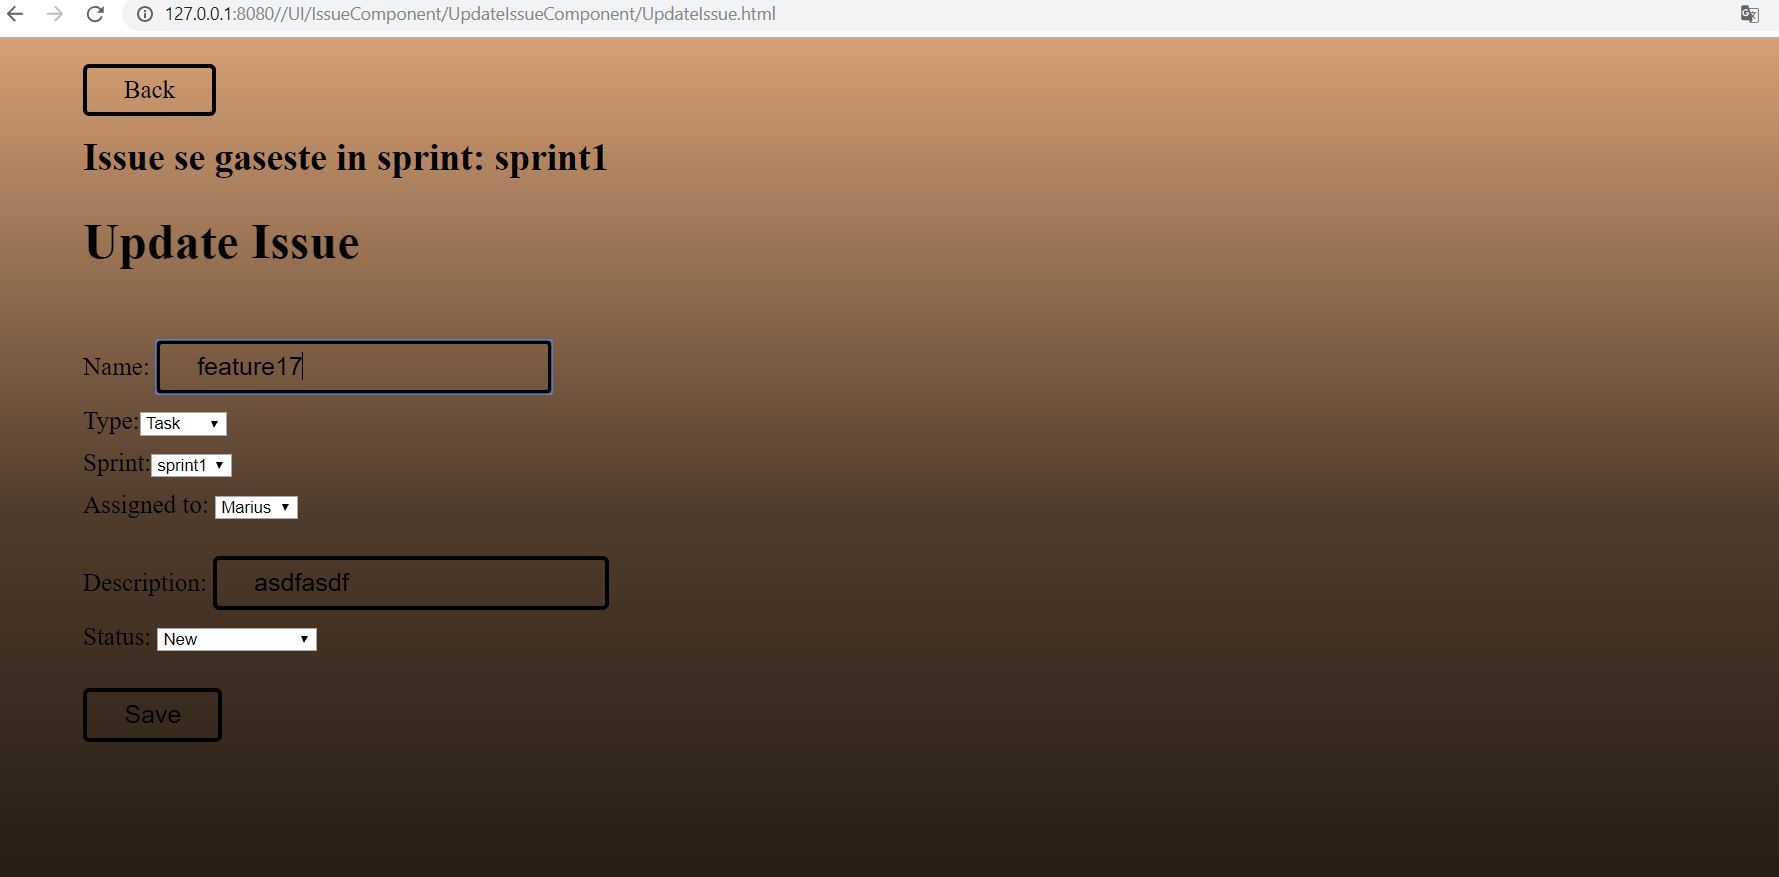 127.0.0.1:8080//UI/IssueComponent/UpdateIssueComponent/UpdateIssue.html
Back
Issue se gaseste in sprint: sprint1
Update Issue
Name: feature17
Type: Task
Sprint: sprint1
Assigned to: Marius
Description: asdfasdf
Status: New
Save